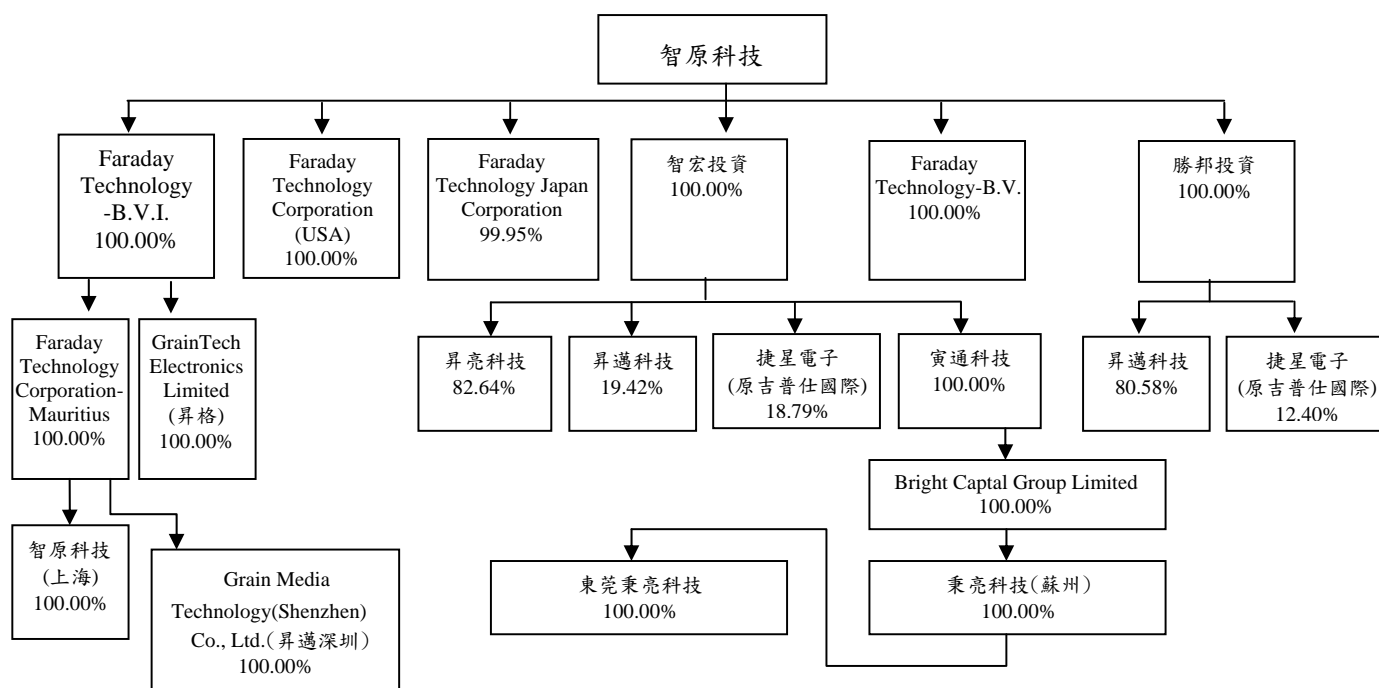 智原科技
Faraday
Technology
-B.V.I.
100.00%
Faraday
Technology
Corporation
(USA)
100.00%
Faraday
Technology Japan
Corporation
99.95%
智宏投資
100.00%
Faraday
Technology-B.V.
100.00%
勝邦投資
100.00%
Faraday
Technology
Corporation-
Mauritius
100.00%
GrainTech
Electronics
Limited
(昇格)
100.00%
昇亮科技
82.64%
昇邁科技
19.42%
捷星電子
(原吉普仕國際)
18.79%
寅通科技
100.00%
昇邁科技
80.58%
捷星電子
(原吉普仕國際)
12.40%
Bright Captal Group Limited
100.00%
智原科技
(上海)
100.00%
Grain Media
Technology(Shenzhen)
Co., Ltd.(昇邁深圳)
100.00%
東莞秉亮科技
100.00%
秉亮科技(蘇州)
100.00%